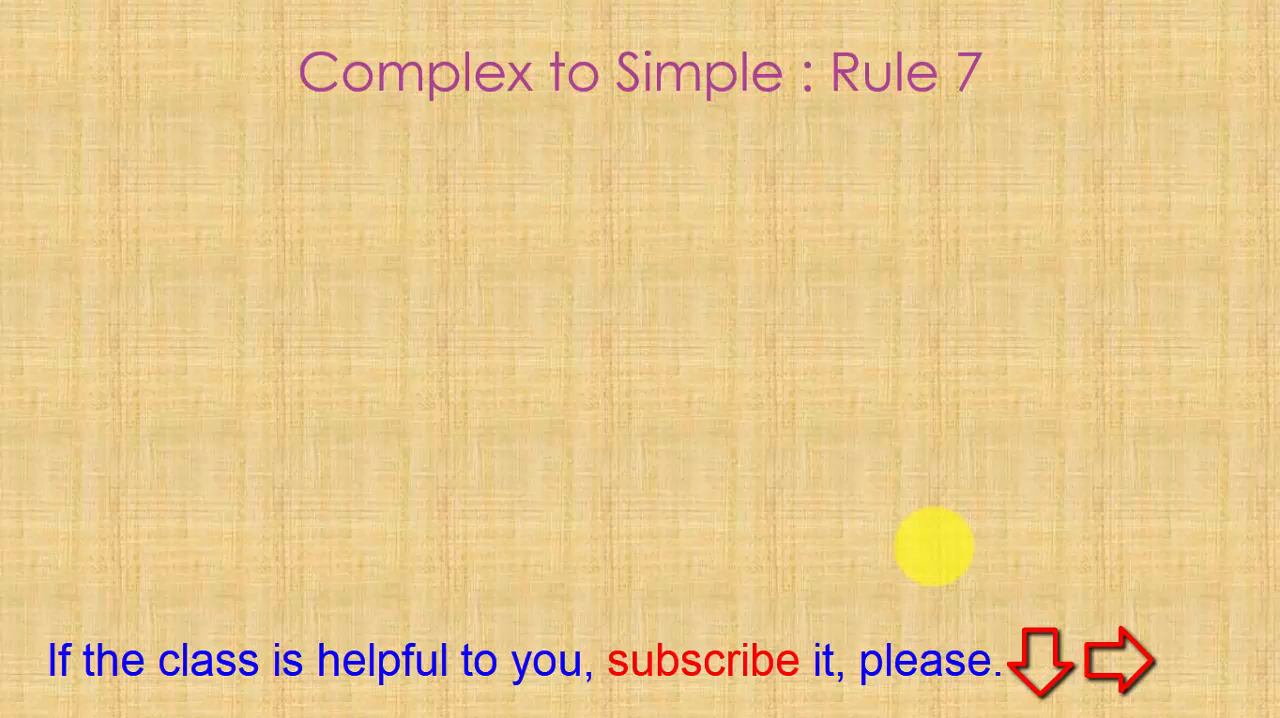 Complex to Simple : Rule 7
If the class is helpful to you, subscribe it, please.